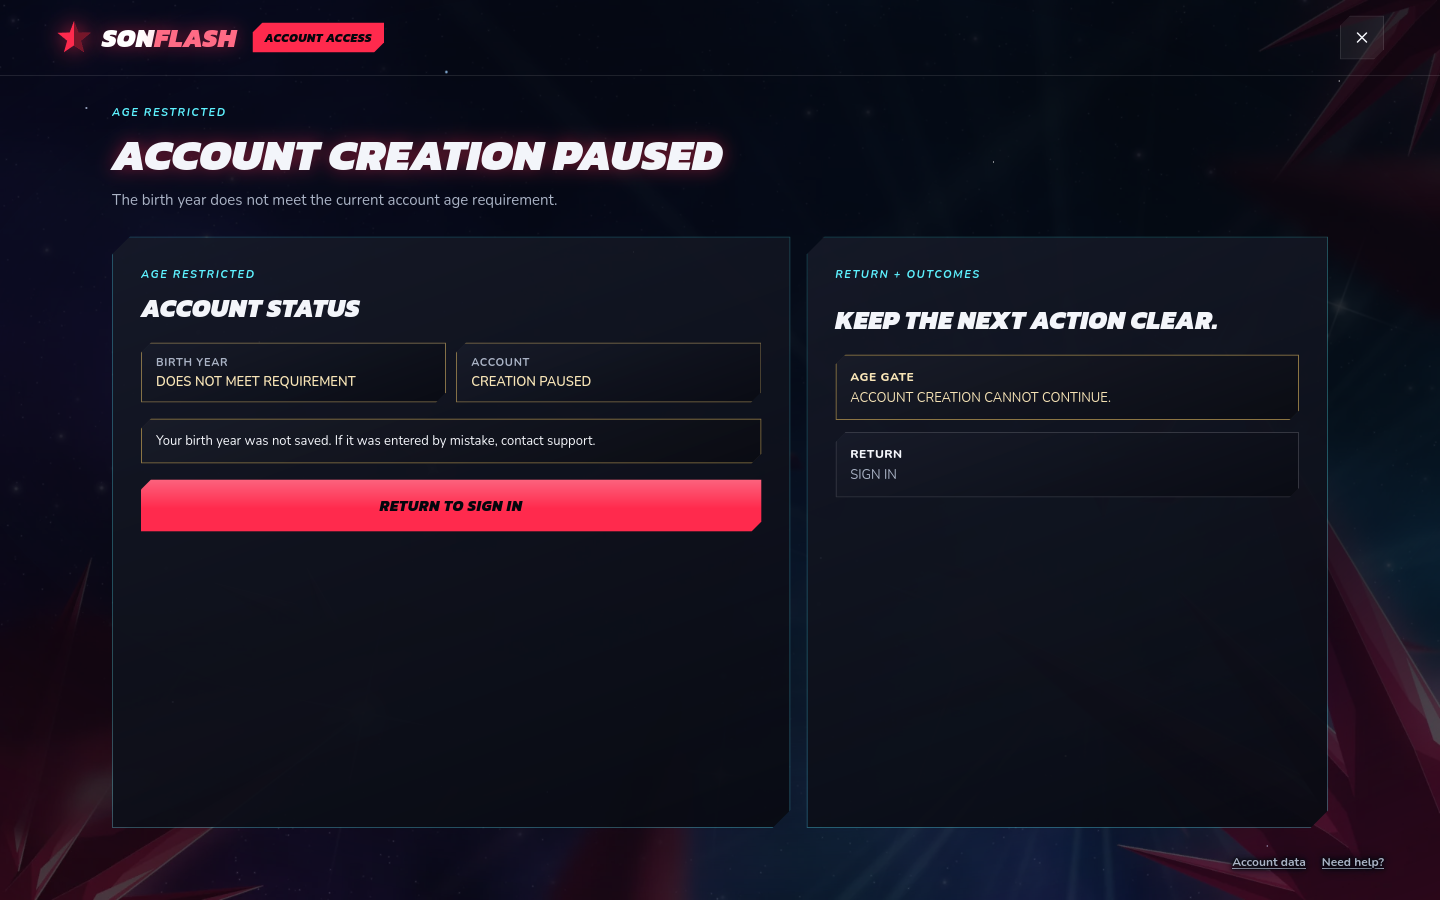 SONFLASH
ACCOUNT ACCESS
AGE RESTRICTED
ACCOUNT CREATION PAUSED
The birth year does not meet the current account age requirement.
AGE RESTRICTED
ACCOUNT STATUS
BIRTH YEAR
DOES NOT MEET REQUIREMENT
ACCOUNT
CREATION PAUSED
Your birth year was not saved. If it was entered by mistake, contact support.
RETURN TO SIGN IN
RETURN + OUTCOMES
KEEP THE NEXT ACTION CLEAR.
AGE GATE
ACCOUNT CREATION CANNOT CONTINUE.
RETURN
SIGN IN
Account data
Need help?